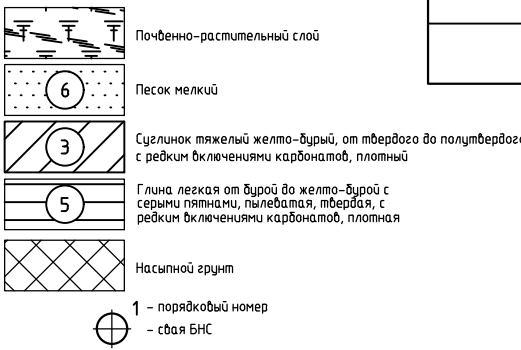 Почвенно-растительный слой
6
Песок мелкий
3
Суглинок тяжелый желто-бурый, от твердого до полутвердого
с редким включениями карбонатов, плотный
5
Глина легкая от бурой до желто-бурой с
серыми пятнами, пылеватая, твердая, с
редким включениями карбонатов, плотная
Насыпной грунт
1 - порядковый номер
- свая БНС